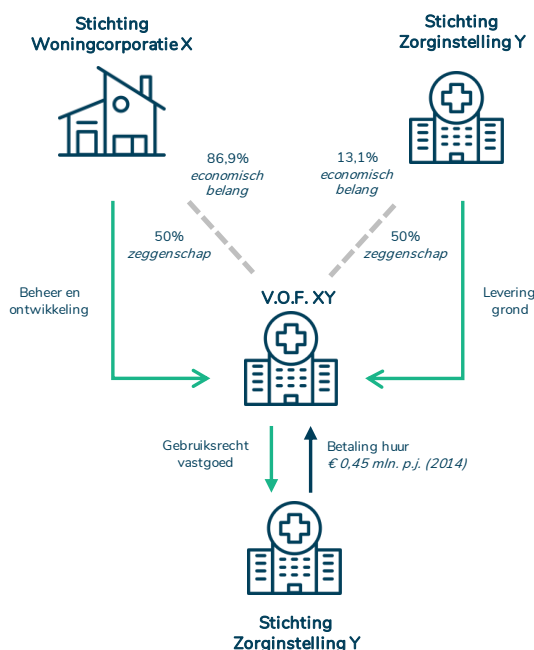 Stichting
Woningcorporatie X
Stichting
Zorginstelling Y
86,9%
economisch
belang
13,1%
economisch
belang
50%
zeggenschap
50%
zeggenschap
Beheer en
ontwikkeling
V.O.F. XY
Levering
grond
Gebruiksrecht
vastgoed
Betaling huur
€ 0,45 mln. p.j. (2014)
Stichting
Zorginstelling Y